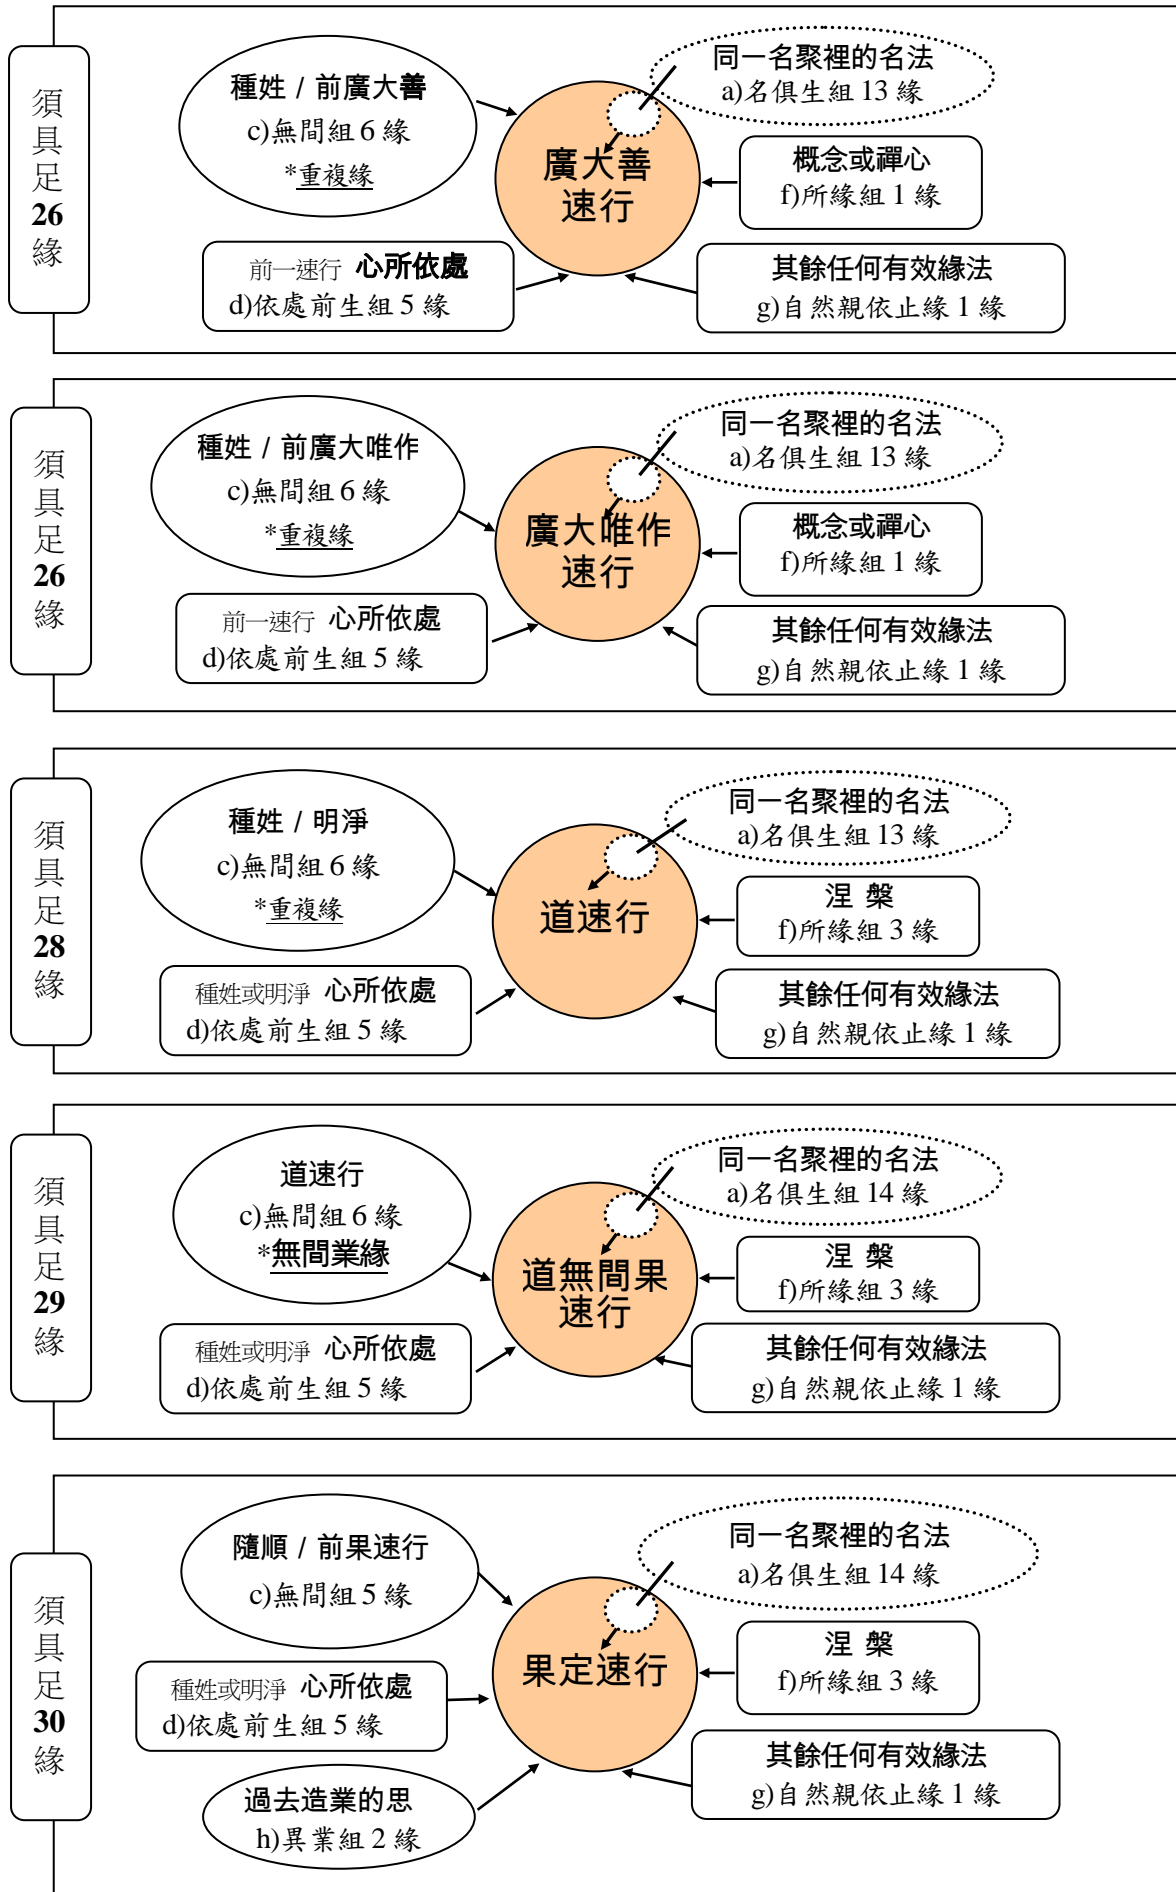 須
具
足
26
緣
種姓 / 前廣大善
c)無間組 6 緣
*重複緣
同一名聚裡的名法
a)名俱生組 13 緣
廣大善
速行
概念或禪心
f)所緣組 1 緣
前一速行 心所依處
d)依處前生組 5 緣
其餘任何有效緣法
g)自然親依止緣 1 緣
須
具
足
26
緣
種姓 / 前廣大唯作
c)無間組 6 緣
*重複緣
同一名聚裡的名法
a)名俱生組 13 緣
廣大唯作
速行
概念或禪心
f)所緣組 1 緣
前一速行 心所依處
d)依處前生組 5 緣
其餘任何有效緣法
g)自然親依止緣 1 緣
須
具
足
28
緣
種姓 / 明淨
c)無間組 6 緣
*重複緣
同一名聚裡的名法
a)名俱生組 13 緣
道速行
涅 槃
f)所緣組 3 緣
種姓或明淨 心所依處
d)依處前生組 5 緣
其餘任何有效緣法
g)自然親依止緣 1 緣
須
具
足
29
緣
道速行
c)無間組 6 緣
*無間業緣
同一名聚裡的名法
a)名俱生組 14 緣
道無間果
速行
涅 槃
f)所緣組 3 緣
種姓或明淨 心所依處
d)依處前生組 5 緣
其餘任何有效緣法
g)自然親依止緣 1 緣
須
具
足
30
緣
隨順 / 前果速行
c)無間組 5 緣
同一名聚裡的名法
a)名俱生組 14 緣
果定速行
涅 槃
f)所緣組 3 緣
種姓或明淨 心所依處
d)依處前生組 5 緣
其餘任何有效緣法
g)自然親依止緣 1 緣
過去造業的思
h)異業組 2 緣